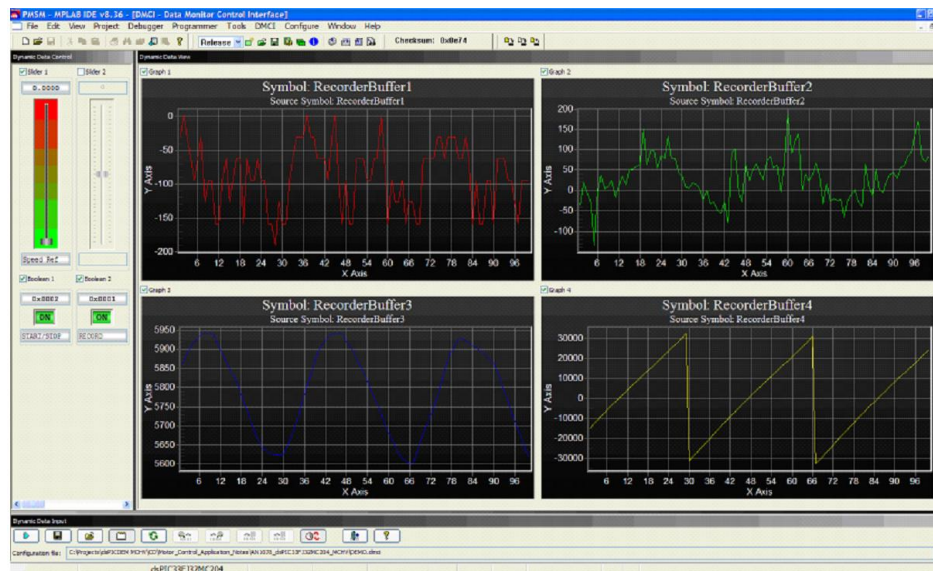 PMSM - MPLAB IDE v8.36 - [DMCI - Data Monitor Control Interface]
File Edit View Project Debugger Programmer Tools DMCI Configure Window Help
Release Checksum: 0x0e74
Dynamic Data Control
Dynamic Data View
Slider 1 Slider 2
0.0000
Speed Ref
Boolean 1 Boolean 2
0x0002 0x0001
ON ON
START/STOP RECORD
Graph 1
Symbol: RecorderBuffer1
Source Symbol: RecorderBuffer1
Y Axis
0
-50
-100
-150
-200
6 12 18 24 30 36 42 48 54 60 66 72 78 84 90 96
X Axis
Graph 2
Symbol: RecorderBuffer2
Source Symbol: RecorderBuffer2
Y Axis
200
150
100
50
0
-50
-100
6 12 18 24 30 36 42 48 54 60 66 72 78 84 90 96
X Axis
Graph 3
Symbol: RecorderBuffer3
Source Symbol: RecorderBuffer3
Y Axis
5950
5900
5850
5800
5750
5700
5650
5600
6 12 18 24 30 36 42 48 54 60 66 72 78 84 90 96
X Axis
Graph 4
Symbol: RecorderBuffer4
Source Symbol: RecorderBuffer4
Y Axis
30000
20000
10000
0
-10000
-20000
-30000
6 12 18 24 30 36 42 48 54 60 66 72 78 84 90 96
X Axis
Dynamic Data Input
Configuration file:
dsPIC33FJ32MC204